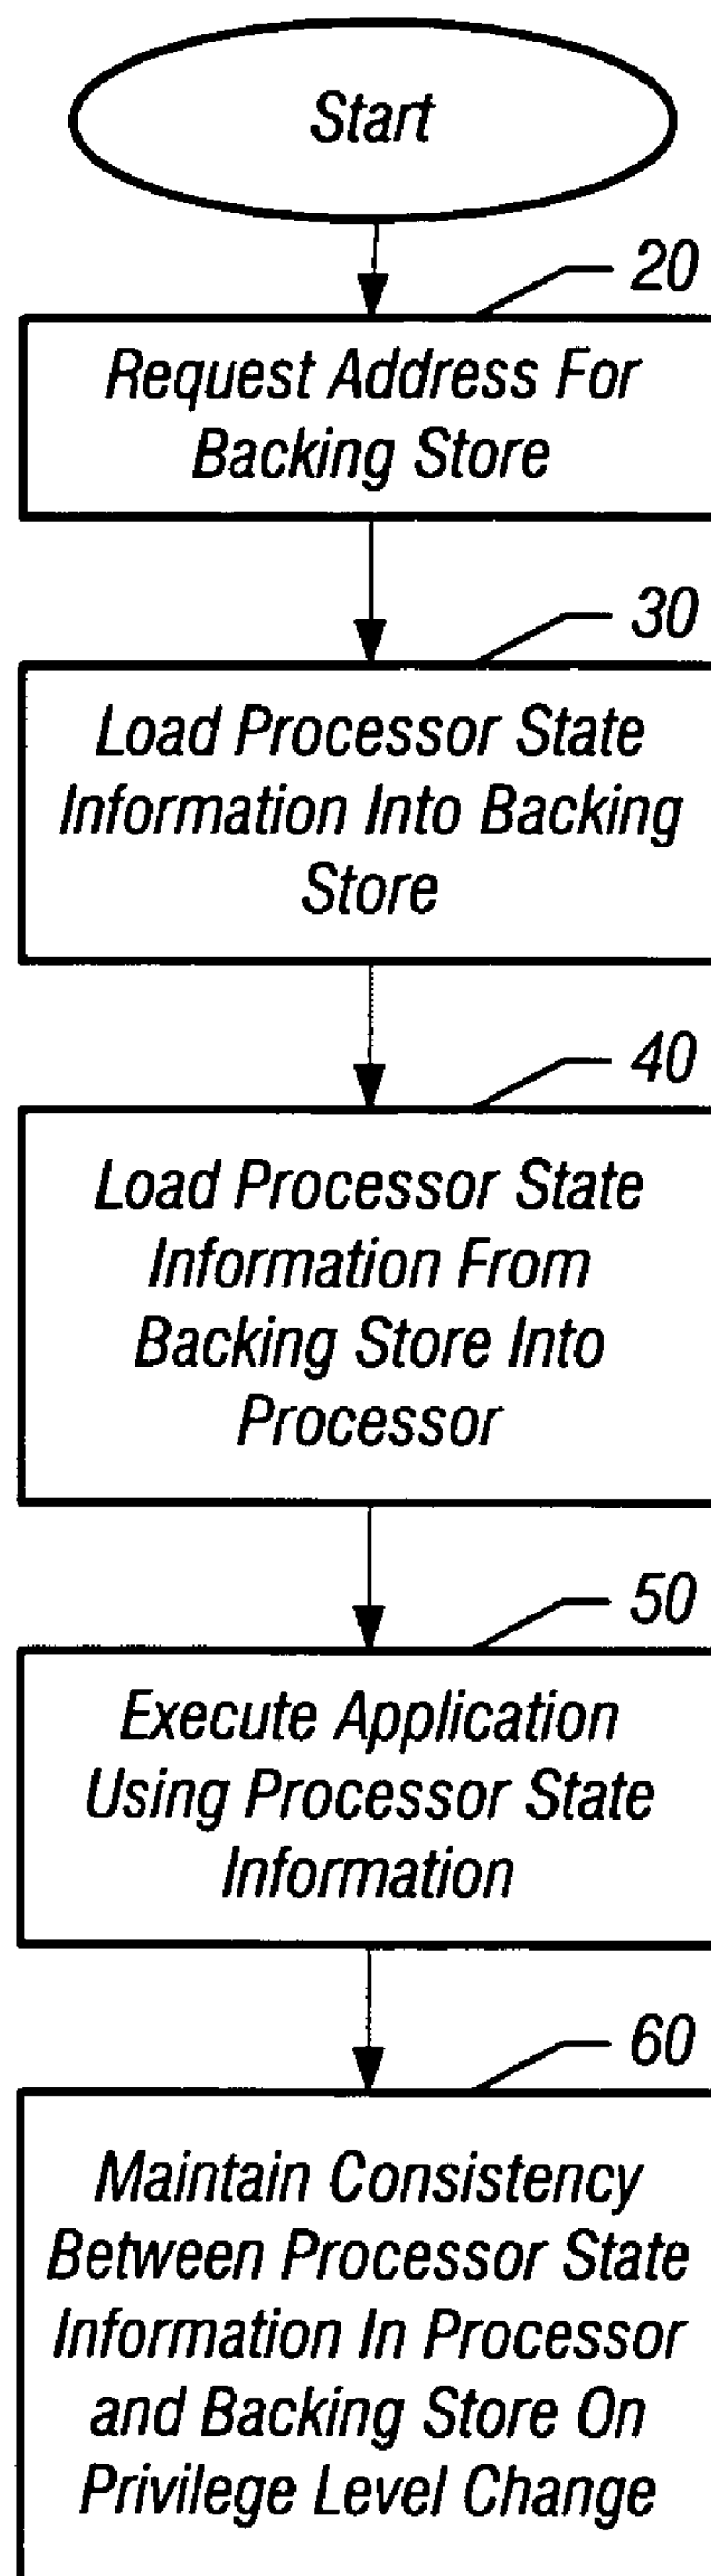 Start
20
Request Address For
Backing Store
30
Load Processor State
Information Into Backing
Store
40
Load Processor State
Information From
Backing Store Into
Processor
50
Execute Application
Using Processor State
Information
60
Maintain Consistency
Between Processor State
Information In Processor
and Backing Store On
Privilege Level Change